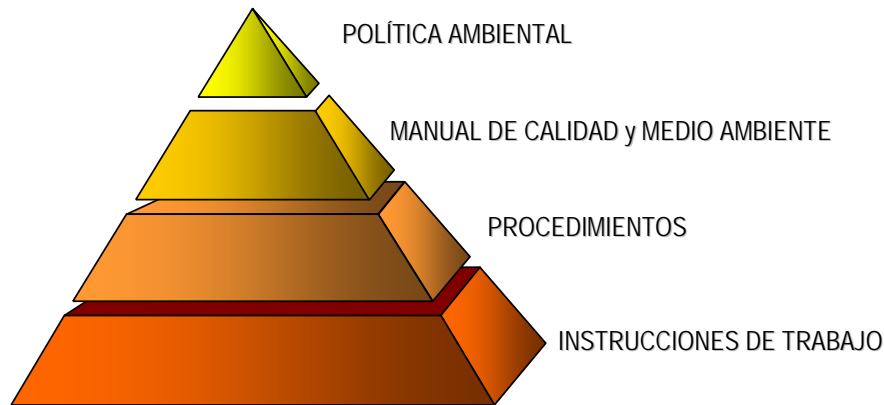 POLÍTICA AMBIENTAL
MANUAL DE CALIDAD y MEDIO AMBIENTE
PROCEDIMIENTOS
INSTRUCCIONES DE TRABAJO